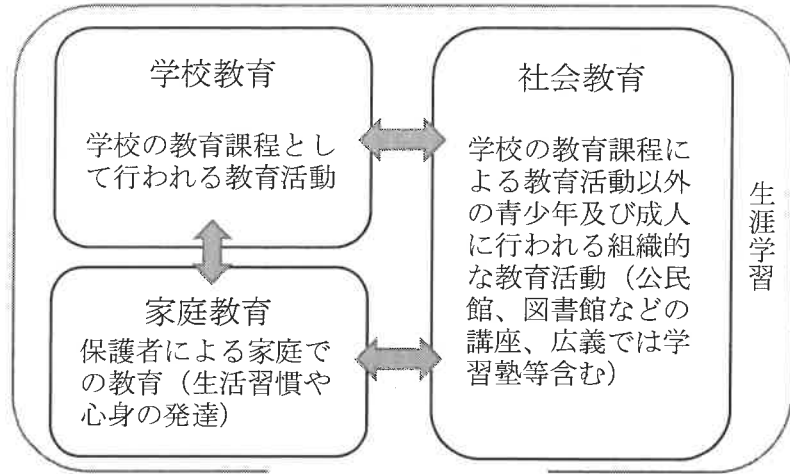 学校教育
学校の教育課程とし
て行われる教育活動
社会教育
学校の教育課程に
よる教育活動以外
の青少年及び成人
に行われる組織的
な教育活動（公民
館、図書館などの
講座、広義では学
習塾等含む）
家庭教育
保護者による家庭で
の教育（生活習慣や
心身の発達）
生涯学習